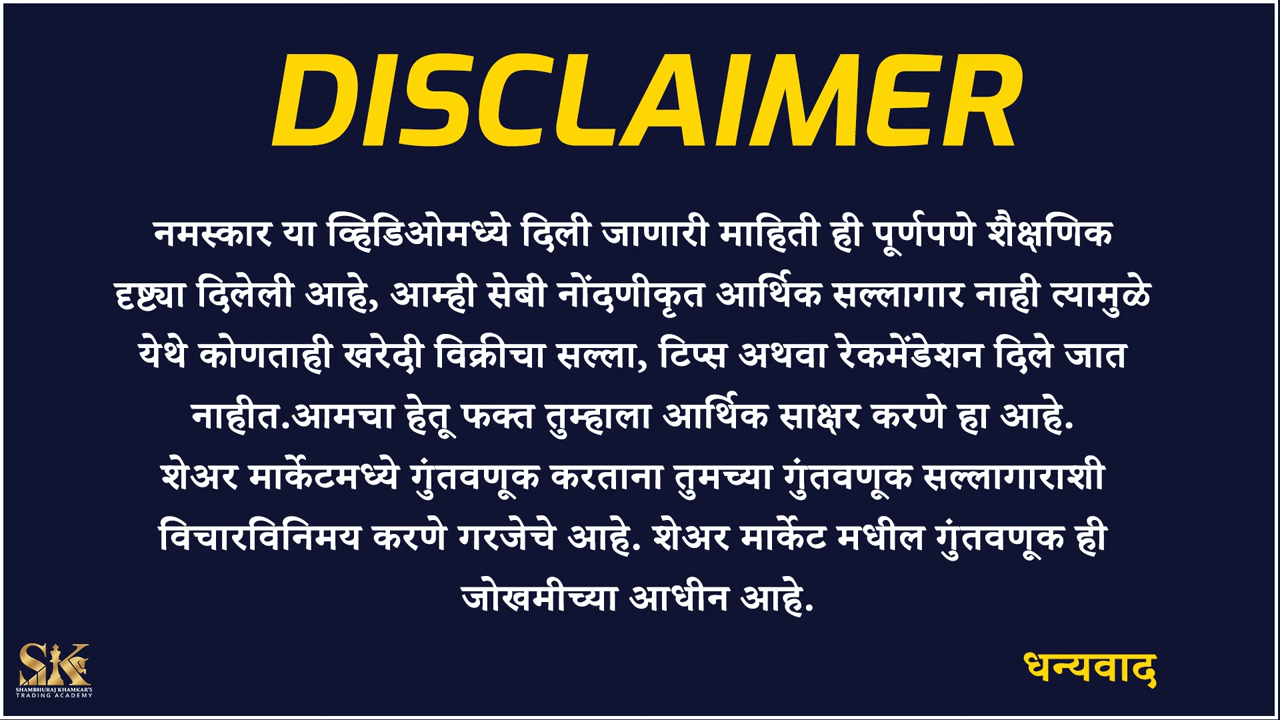 DISCLAIMER
नमस्कार या व्हिडिओमध्ये दिली जाणारी माहिती ही पूर्णपणे शैक्षणिक
दृष्ट्या दिलेली आहे, आम्ही सेबी नोंदणीकृत आर्थिक सल्लागार नाही त्यामुळे
येथे कोणताही खरेदी विक्रीचा सल्ला, टिप्स अथवा रेकमेंडेशन दिले जात
नाहीत.आमचा हेतू फक्त तुम्हाला आर्थिक साक्षर करणे हा आहे.
शेअर मार्केटमध्ये गुंतवणूक करताना तुमच्या गुंतवणूक सल्लागाराशी
विचारविनिमय करणे गरजेचे आहे. शेअर मार्केट मधील गुंतवणूक ही
जोखमीच्या आधीन आहे.
धन्यवाद
SK
SHAMBHURAJ KHAMKAR'S
TRADING ACADEMY